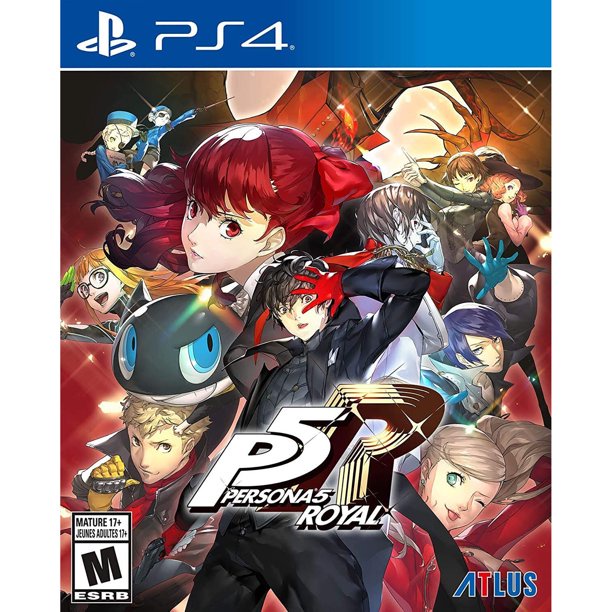 PS4
P5R
PERSONA5
ROYAL
MATURE 17+
JEUNES ADULTES 17+
M
ESRB
ATLUS